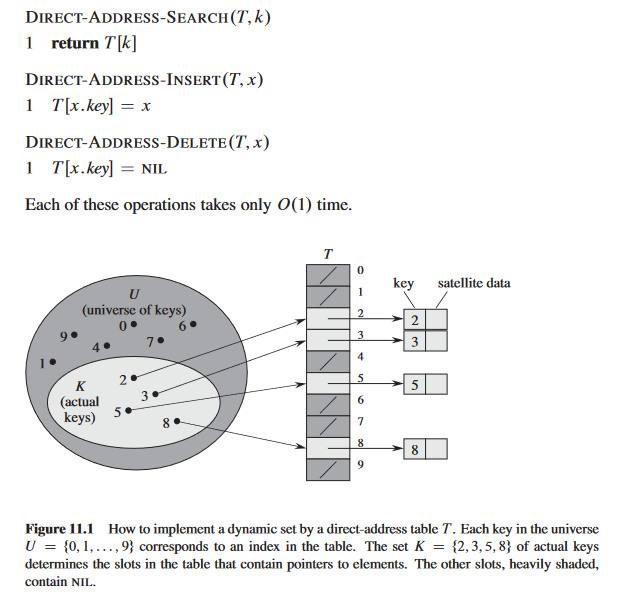 DIRECT-ADDRESS-SEARCH(T, k)
1 return T[k]
DIRECT-ADDRESS-INSERT(T, x)
1 T[x.key] = x
DIRECT-ADDRESS-DELETE(T, x)
1 T[x.key] = NIL
Each of these operations takes only O(1) time.
T
U
(universe of keys)
0
6
9
4
7
1
2
K
(actual
keys)
3
5
8
0
1
2
3
4
5
6
7
8
9
key satellite data
2
3
5
8
Figure 11.1 How to implement a dynamic set by a direct-address table T. Each key in the universe
U = {0, 1, . . . , 9} corresponds to an index in the table. The set K = {2, 3, 5, 8} of actual keys
determines the slots in the table that contain pointers to elements. The other slots, heavily shaded,
contain NIL.